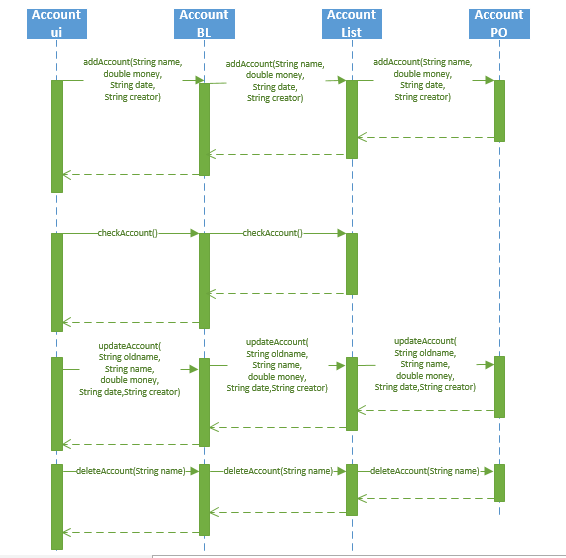 Account
ui
Account
BL
Account
List
Account
PO
addAccount(String name,
double money,
String date,
String creator)
addAccount(String name,
double money,
String date,
String creator)
addAccount(String name,
double money,
String date,
String creator)
checkAccount()
checkAccount()
updateAccount(
String oldname,
String name,
double money,
String date,String creator)
updateAccount(
String oldname,
String name,
double money,
String date,String creator)
updateAccount(
String oldname,
String name,
double money,
String date,String creator)
deleteAccount(String name)
deleteAccount(String name)
deleteAccount(String name)